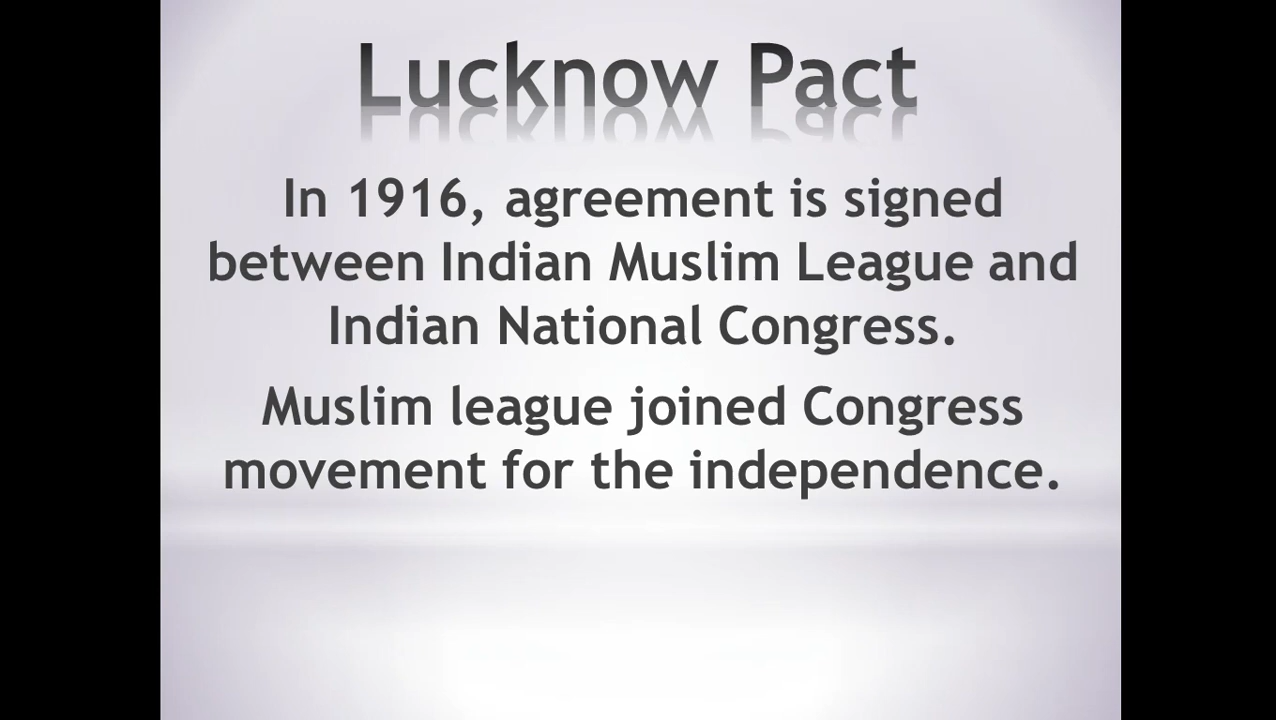 Lucknow Pact
In 1916, agreement is signed
between Indian Muslim League and
Indian National Congress.
Muslim league joined Congress
movement for the independence.